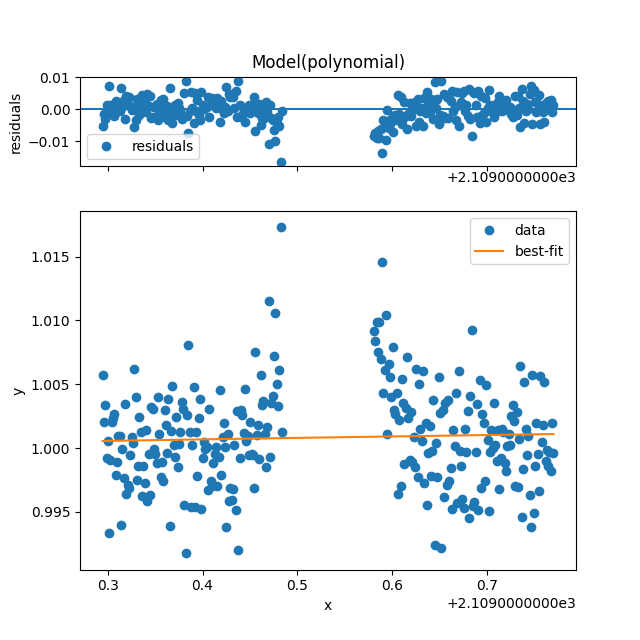 Model(polynomial)
0.01
0.00
−0.01
residuals
residuals
+2.1090000000e3
1.015
1.010
1.005
1.000
0.995
y
data
best-fit
0.3 0.4 0.5 0.6 0.7
x
+2.1090000000e3